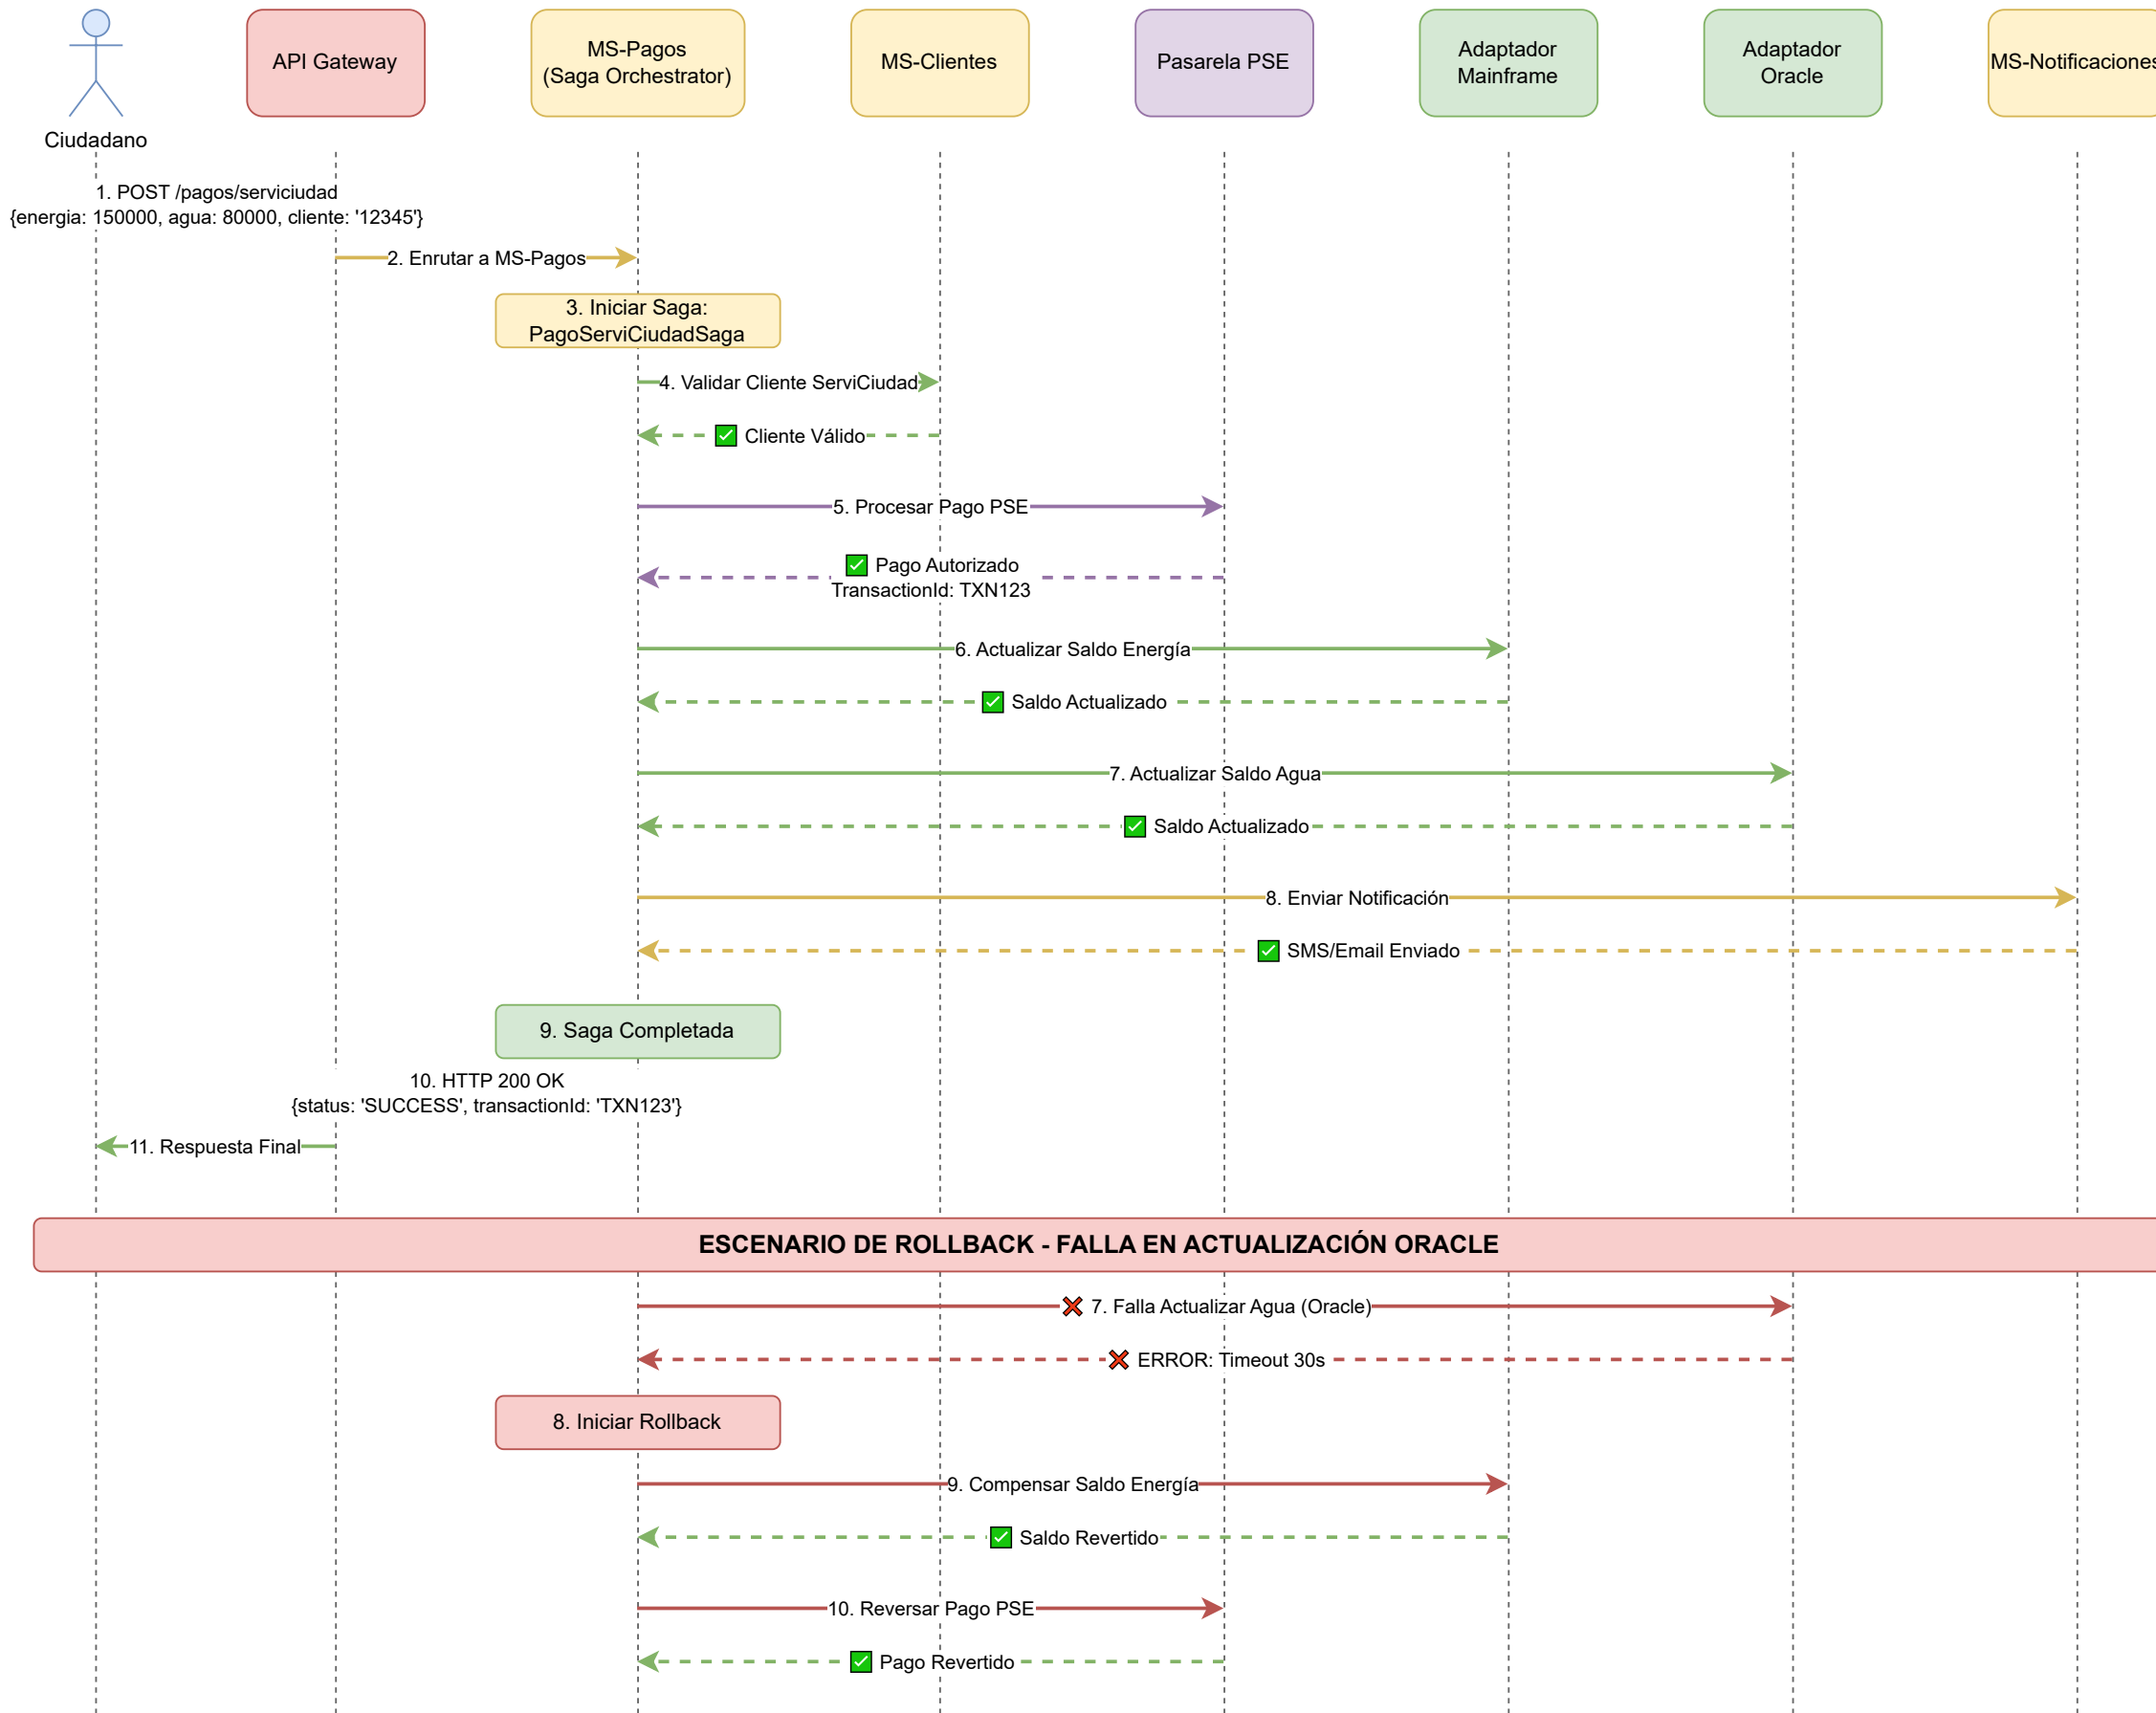 API Gateway
MS-Pagos
(Saga Orchestrator)
MS-Clientes
Pasarela PSE
Adaptador
Mainframe
Adaptador
Oracle
MS-Notificaciones
Ciudadano
1. POST /pagos/serviciudad
{energia: 150000, agua: 80000, cliente: '12345'}
2. Enrutar a MS-Pagos
3. Iniciar Saga:
PagoServiCiudadSaga
4. Validar Cliente ServiCiudad
✅ Cliente Válido
5. Procesar Pago PSE
✅ Pago Autorizado
TransactionId: TXN123
6. Actualizar Saldo Energía
✅ Saldo Actualizado
7. Actualizar Saldo Agua
✅ Saldo Actualizado
8. Enviar Notificación
✅ SMS/Email Enviado
9. Saga Completada
10. HTTP 200 OK
{status: 'SUCCESS', transactionId: 'TXN123'}
11. Respuesta Final
ESCENARIO DE ROLLBACK - FALLA EN ACTUALIZACIÓN ORACLE
❌ 7. Falla Actualizar Agua (Oracle)
❌ ERROR: Timeout 30s
8. Iniciar Rollback
9. Compensar Saldo Energía
✅ Saldo Revertido
10. Reversar Pago PSE
✅ Pago Revertido